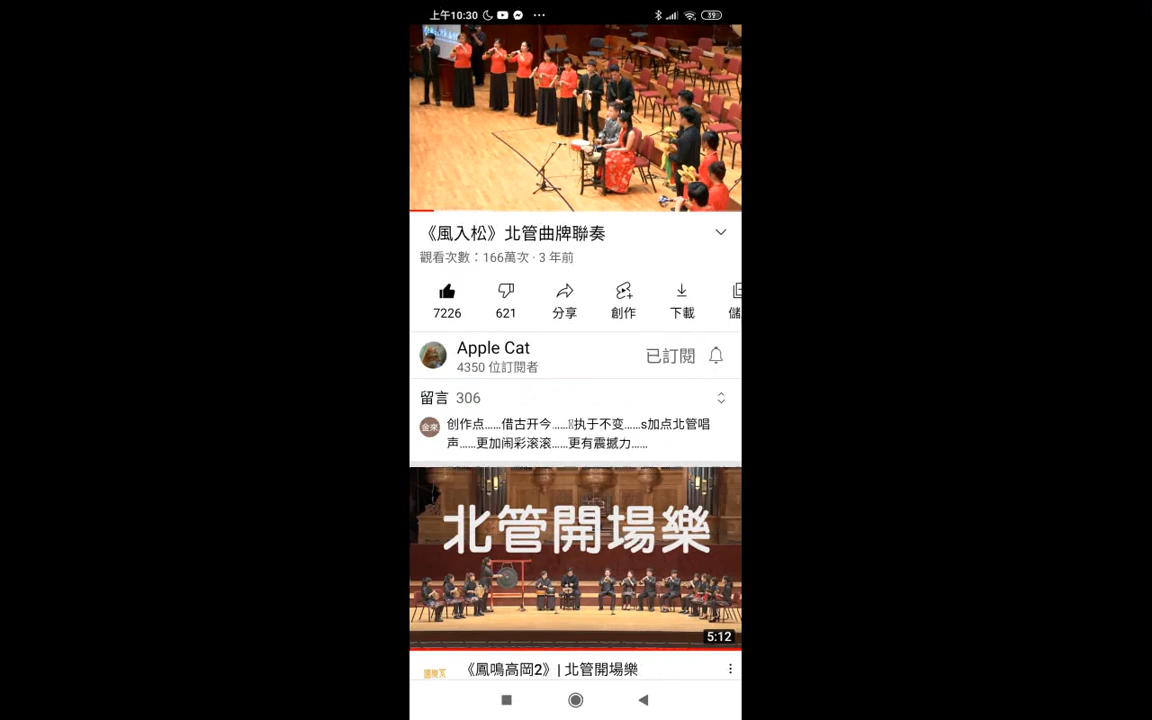 上午10:30
39
《風入松》北管曲牌聯奏
觀看次數：166萬次 · 3 年前
7226
621
分享
創作
下載
儲
Apple Cat
4350 位訂閱者
已訂閱
留言 306
金來
创作点……借古开今……执于不变……s加点北管唱
声……更加闹彩滚滚……更有震撼力……
北管開場樂
5:12
《鳳鳴高岡2》| 北管開場樂